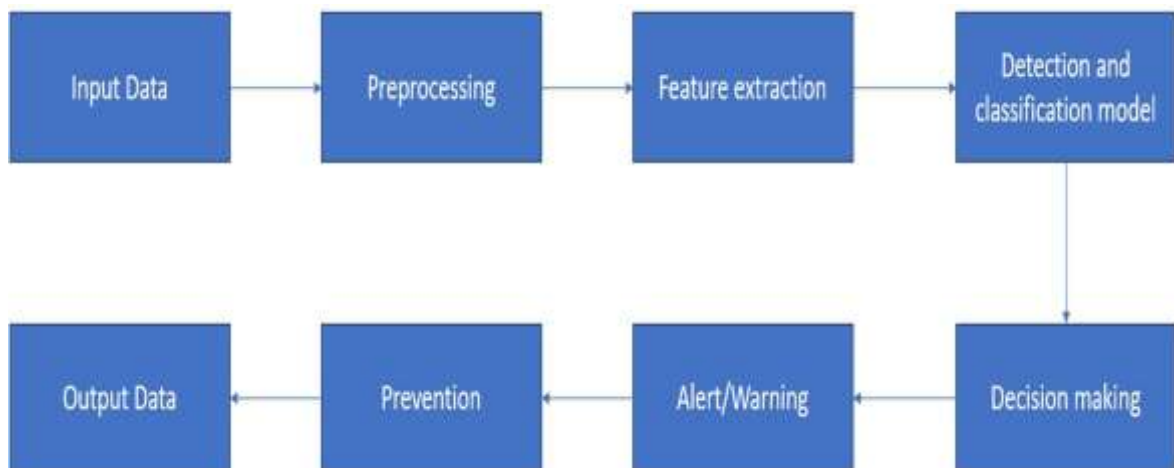 Input Data
Preprocessing
Feature extraction
Detection and
classification model
Decision making
Alert/Warning
Prevention
Output Data